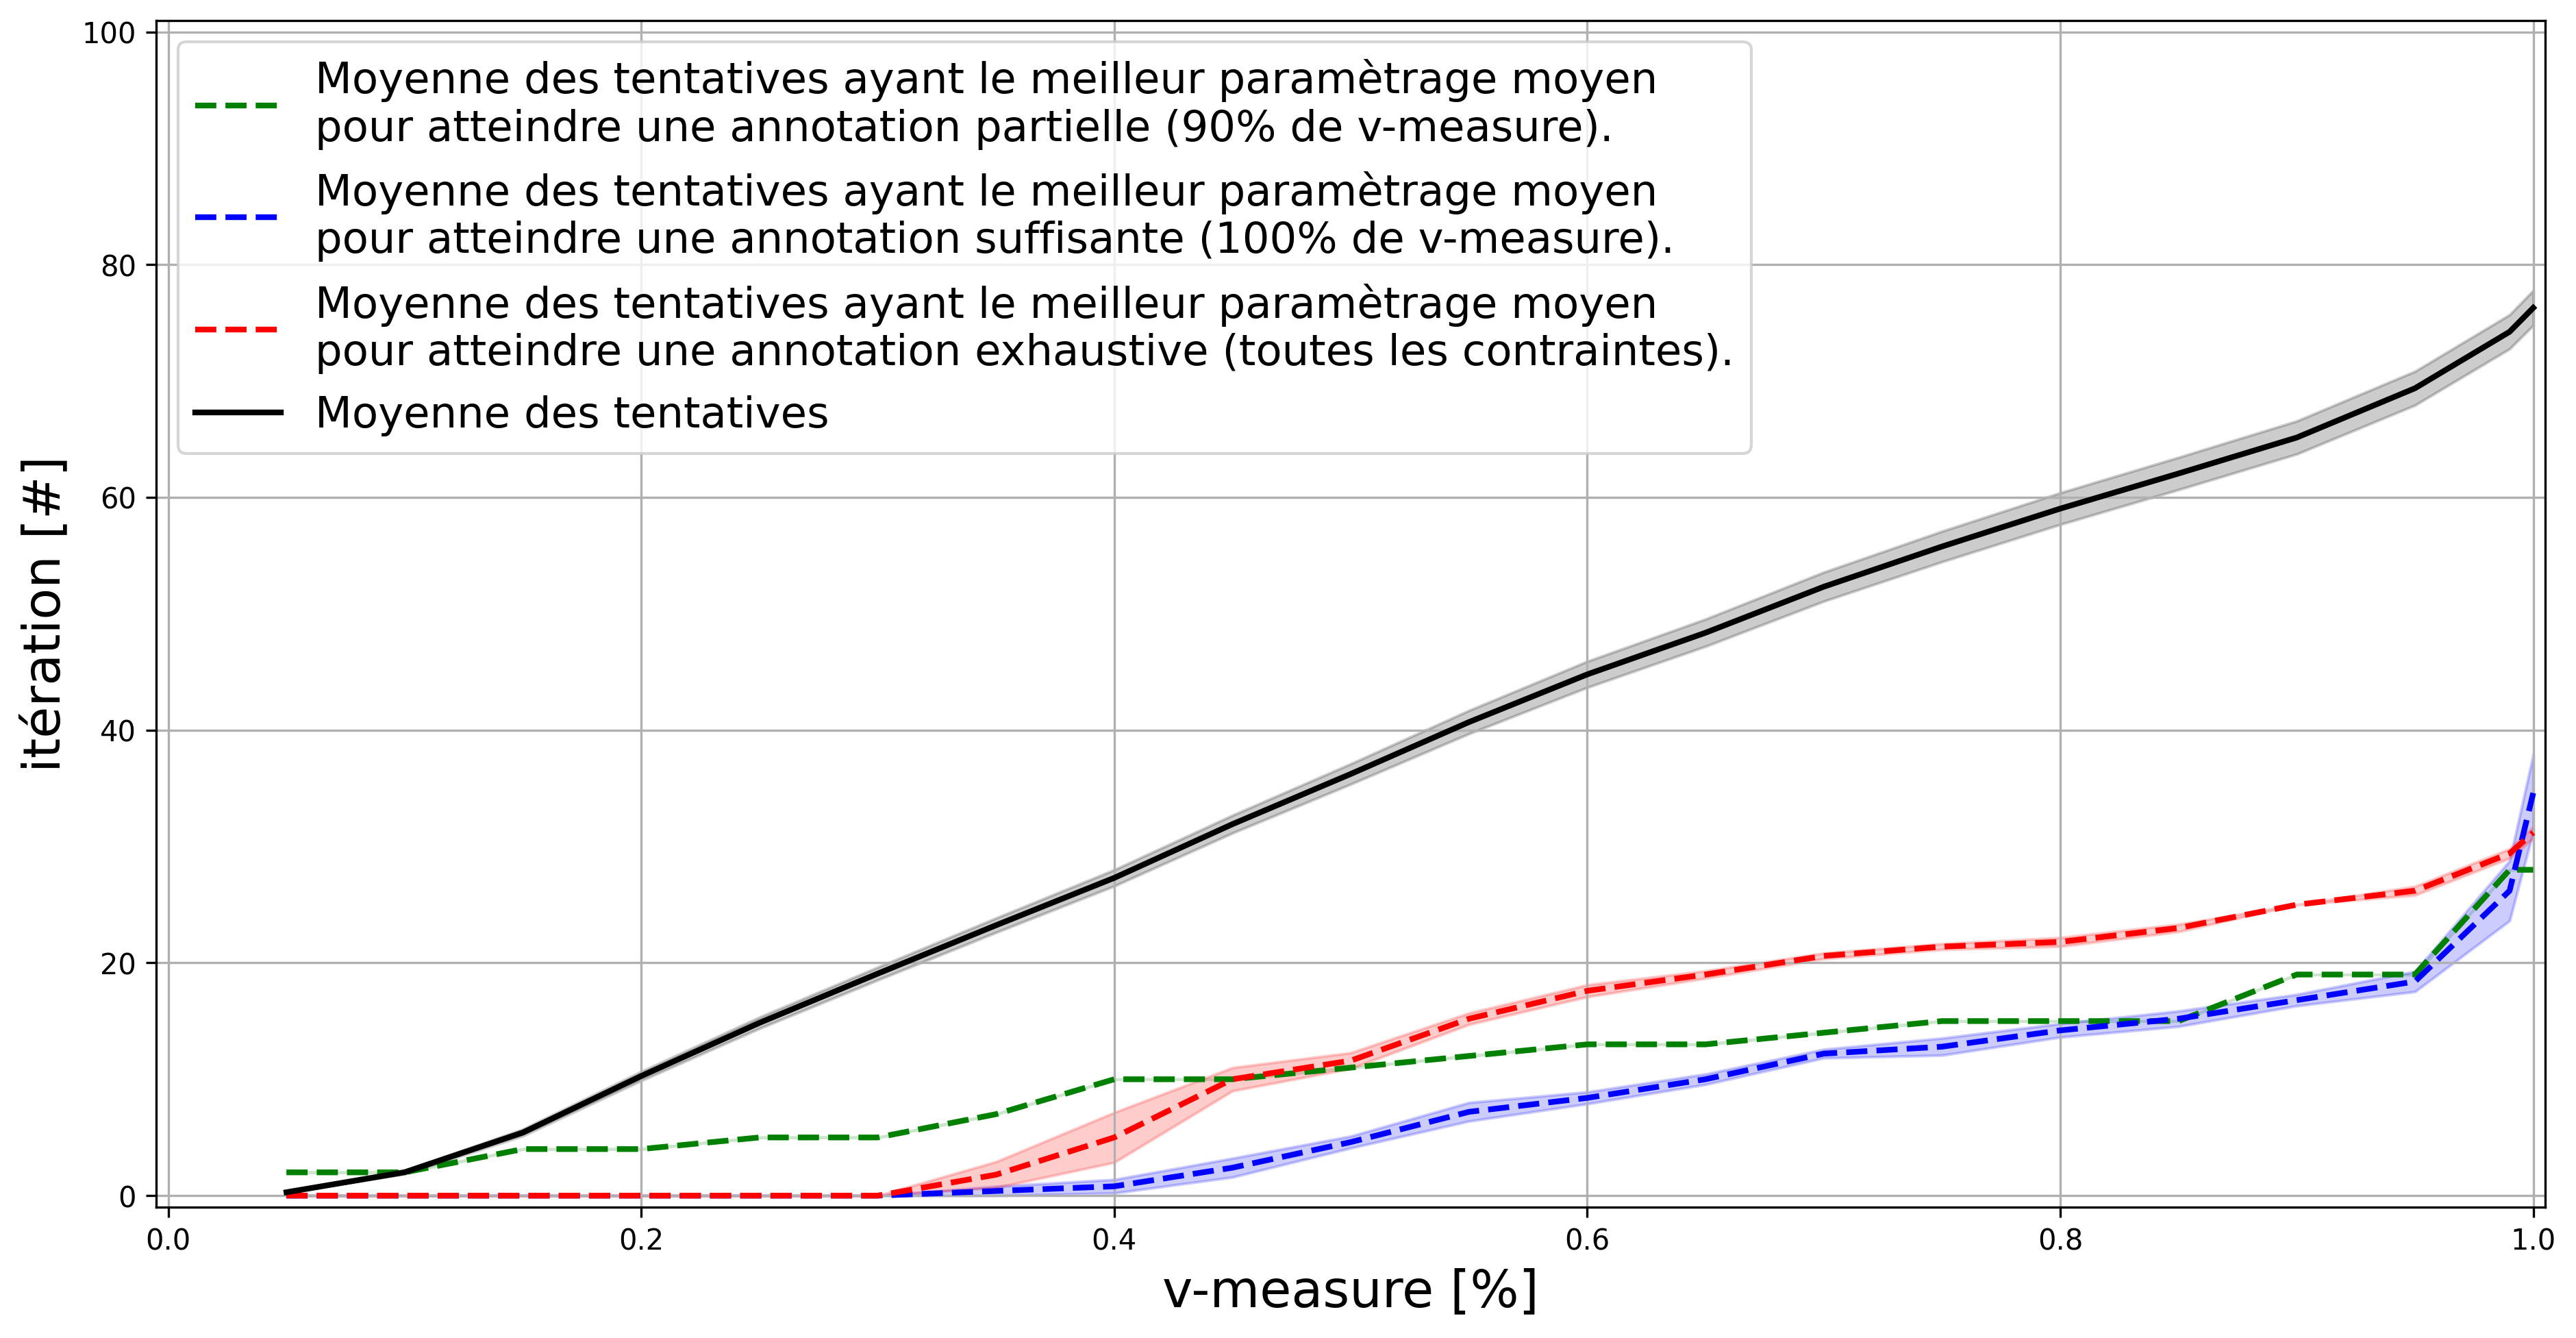 Moyenne des tentatives ayant le meilleur paramètrage moyen
pour atteindre une annotation partielle (90% de v-measure).
Moyenne des tentatives ayant le meilleur paramètrage moyen
pour atteindre une annotation suffisante (100% de v-measure).
Moyenne des tentatives ayant le meilleur paramètrage moyen
pour atteindre une annotation exhaustive (toutes les contraintes).
Moyenne des tentatives
itération [#]
100
80
60
40
20
0
0.0 0.2 0.4 0.6 0.8 1.0
v-measure [%]